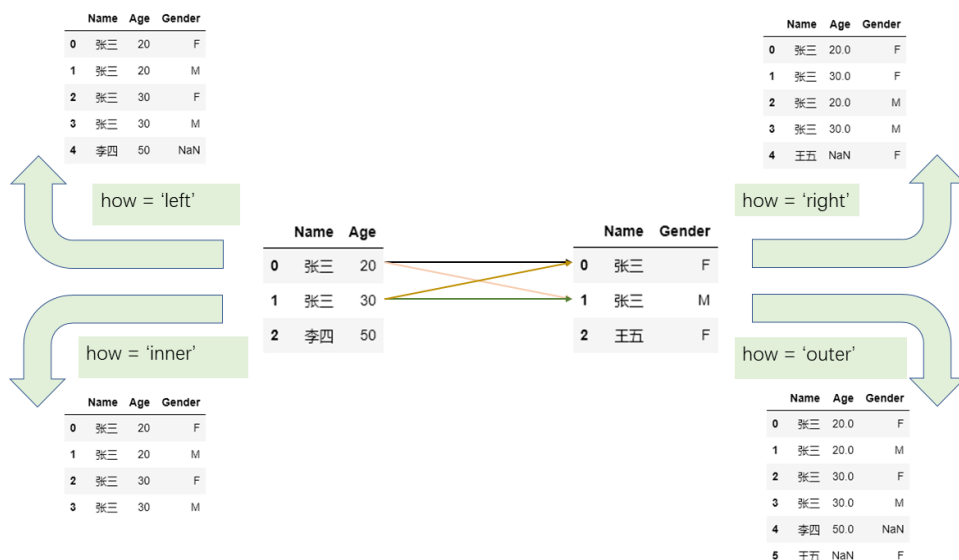 Name Age Gender
0 张三 20 F
1 张三 20 M
2 张三 30 F
3 张三 30 M
4 李四 50 NaN
how = ‘left’
Name Age Gender
0 张三 20.0 F
1 张三 30.0 F
2 张三 20.0 M
3 张三 30.0 M
4 王五 NaN F
how = ‘right’
Name Age
0 张三 20
1 张三 30
2 李四 50
Name Gender
0 张三 F
1 张三 M
2 王五 F
how = ‘inner’
Name Age Gender
0 张三 20 F
1 张三 20 M
2 张三 30 F
3 张三 30 M
how = ‘outer’
Name Age Gender
0 张三 20.0 F
1 张三 20.0 M
2 张三 30.0 F
3 张三 30.0 M
4 李四 50.0 NaN
5 王五 NaN F